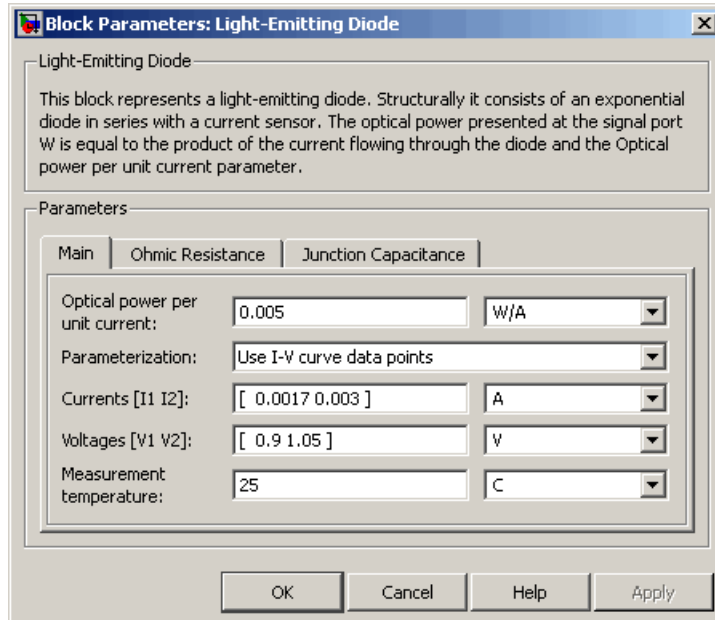 Block Parameters: Light-Emitting Diode
Light-Emitting Diode
This block represents a light-emitting diode. Structurally it consists of an exponential
diode in series with a current sensor. The optical power presented at the signal port
W is equal to the product of the current flowing through the diode and the Optical
power per unit current parameter.
Parameters
Main Ohmic Resistance Junction Capacitance
Optical power per
unit current: 0.005 W/A
Parameterization: Use I-V curve data points
Currents [I1 I2]: [ 0.0017 0.003 ] A
Voltages [V1 V2]: [ 0.9 1.05 ] V
Measurement
temperature: 25 C
OK Cancel Help Apply